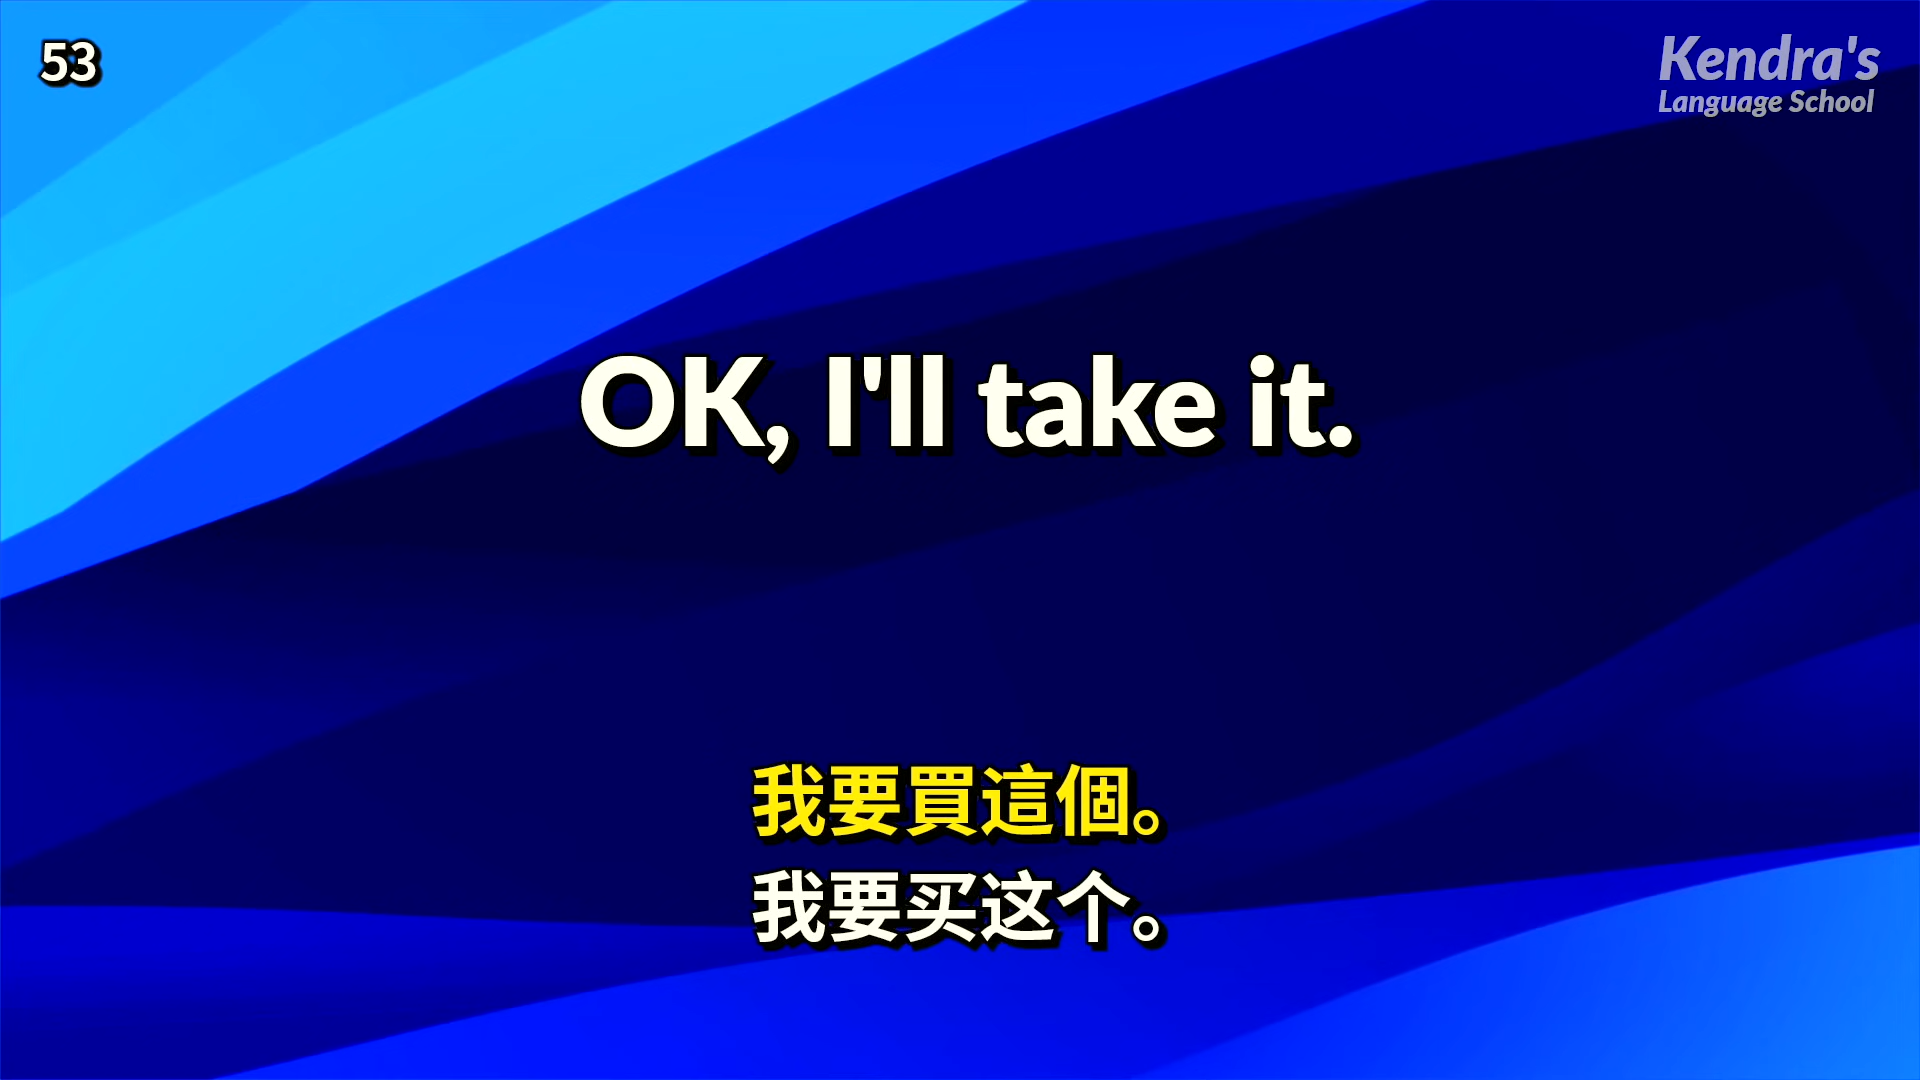 53
Kendra's
Language School
OK, I'll take it.
我要買這個。
我要买这个。